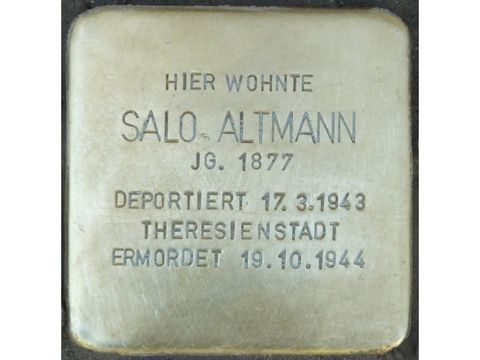 HIER WOHNTE
SALO ALTMANN
JG. 1877
DEPORTIERT 17.3.1943
THERESIENSTADT
ERMORDET 19.10.1944